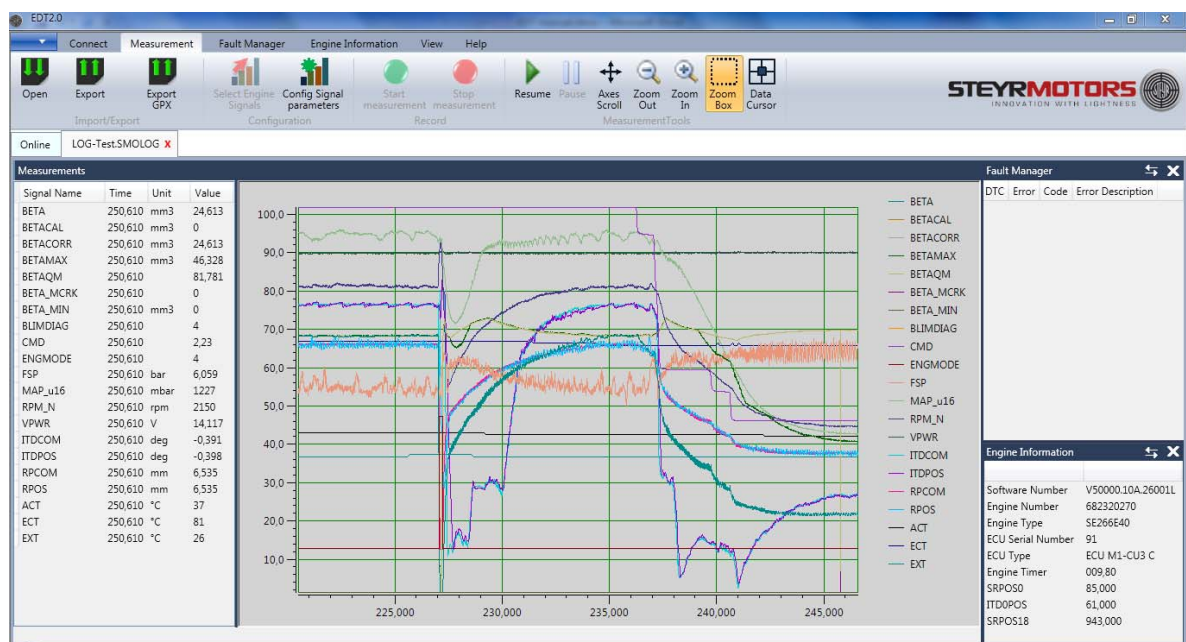 EDT2.0
Connect Measurement Fault Manager Engine Information View Help
Open Export Export GPX Select Engine Signals Config Signal parameters Start measurement Stop measurement Resume Pause Axes Scroll Zoom Out Zoom In Zoom Box Data Cursor
Import/Export Configuration Record MeasurementTools
STEYRMOTORS
INNOVATION WITH LIGHTNESS
Online LOG-Test.SMOLOG X
Measurements
Signal Name Time Unit Value
BETA 250,610 mm3 24,613
BETACAL 250,610 mm3 0
BETACORR 250,610 mm3 24,613
BETAMAX 250,610 mm3 46,328
BETAQM 250,610 81,781
BETA_MCRK 250,610 0
BETA_MIN 250,610 mm3 0
BLIMDIAG 250,610 4
CMD 250,610 2,23
ENGMODE 250,610 4
FSP 250,610 bar 6,059
MAP_u16 250,610 mbar 1227
RPM_N 250,610 rpm 2150
VPWR 250,610 V 14,117
ITDCOM 250,610 deg -0,391
ITDPOS 250,610 deg -0,398
RPCOM 250,610 mm 6,535
RPOS 250,610 mm 6,535
ACT 250,610 °C 37
ECT 250,610 °C 81
EXT 250,610 °C 26
100,0
90,0
80,0
70,0
60,0
50,0
40,0
30,0
20,0
10,0
225,000 230,000 235,000 240,000 245,000
BETA
BETACAL
BETACORR
BETAMAX
BETAQM
BETA_MCRK
BETA_MIN
BLIMDIAG
CMD
ENGMODE
FSP
MAP_u16
RPM_N
VPWR
ITDCOM
ITDPOS
RPCOM
RPOS
ACT
ECT
EXT
Fault Manager
DTC Error Code Error Description
Engine Information
Software Number V50000.10A.26001L
Engine Number 682320270
Engine Type SE266E40
ECU Serial Number 91
ECU Type ECU M1-CU3 C
Engine Timer 009,80
SRPOS0 85,000
ITD0POS 61,000
SRPOS18 943,000